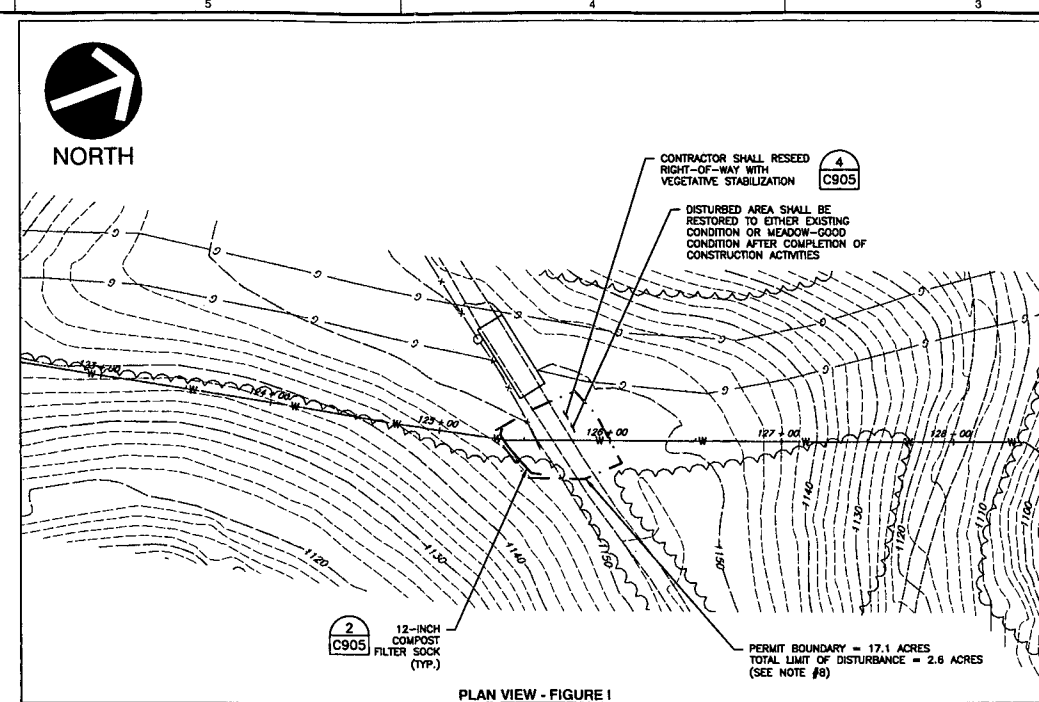 5
4
3
NORTH
CONTRACTOR SHALL RESEED
RIGHT-OF-WAY WITH
VEGETATIVE STABILIZATION
4
C905
DISTURBED AREA SHALL BE
RESTORED TO EITHER EXISTING
CONDITION OR MEADOW-GOOD
CONDITION AFTER COMPLETION OF
CONSTRUCTION ACTIVITIES
G
G
G
G
G
G
G
G
G
G
G
G
123+00
W
W
124+00
W
W
125+00
W
126+00
W
W
127+00
W
W
128+00
W
1120
1130
1140
1150
1150
1140
1130
1120
1110
1100
2
C905
12-INCH
COMPOST
FILTER SOCK
(TYP.)
PERMIT BOUNDARY = 17.1 ACRES
TOTAL LIMIT OF DISTURBANCE = 2.6 ACRES
(SEE NOTE #8)
PLAN VIEW - FIGURE I